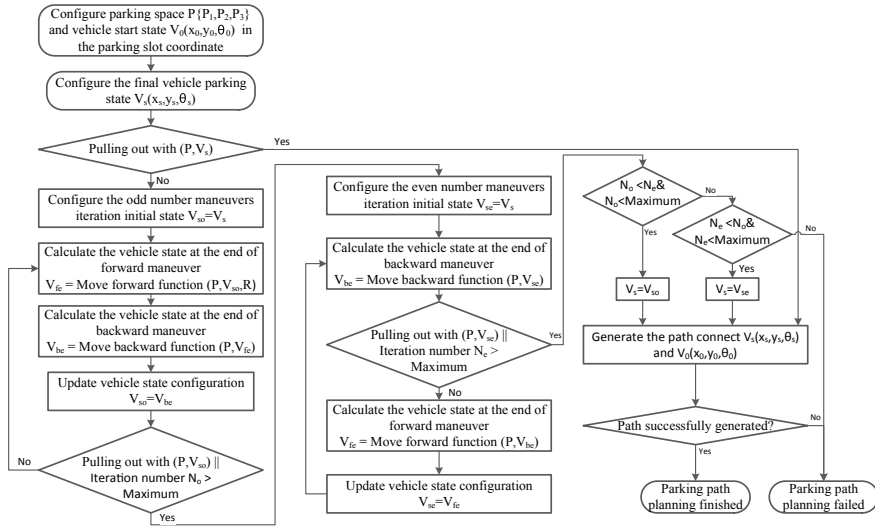 Configure parking space P{P₁,P₂,P₃}
and vehicle start state V₀(x₀,y₀,θ₀) in
the parking slot coordinate
Configure the final vehicle parking
state Vₛ(xₛ,yₛ,θₛ)
Pulling out with (P,Vₛ)
Yes
No
Configure the odd number maneuvers
iteration initial state Vₛₒ=Vₛ
Calculate the vehicle state at the end of
forward maneuver
V_fe = Move forward function (P,Vₛₒ,R)
Calculate the vehicle state at the end of
backward maneuver
V_be = Move backward function (P,V_fe)
Update vehicle state configuration
Vₛₒ=V_be
Pulling out with (P,Vₛₒ) ||
Iteration number Nₒ >
Maximum
No
Yes
Configure the even number maneuvers
iteration initial state Vₛₑ=Vₛ
Calculate the vehicle state at the end of
backward maneuver
V_be = Move backward function (P,Vₛₑ)
Pulling out with (P,Vₛₑ) ||
Iteration number Nₑ >
Maximum
Yes
No
Calculate the vehicle state at the end of
forward maneuver
V_fe = Move forward function (P,V_be)
Update vehicle state configuration
Vₛₑ=V_fe
Nₒ <Nₑ&
Nₒ<Maximum
No
Yes
Nₑ <Nₒ&
Nₑ<Maximum
No
Yes
Vₛ=Vₛₒ
Vₛ=Vₛₑ
Generate the path connect Vₛ(xₛ,yₛ,θₛ)
and V₀(x₀,y₀,θ₀)
Path successfully generated?
No
Yes
Parking path
planning finished
Parking path
planning failed